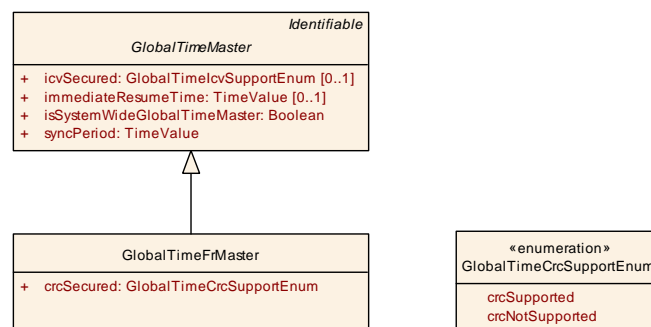 Identifiable
GlobalTimeMaster
+ icvSecured: GlobalTimeIcvSupportEnum [0..1]
+ immediateResumeTime: TimeValue [0..1]
+ isSystemWideGlobalTimeMaster: Boolean
+ syncPeriod: TimeValue
GlobalTimeFrMaster
+ crcSecured: GlobalTimeCrcSupportEnum
«enumeration»
GlobalTimeCrcSupportEnum
crcSupported
crcNotSupported